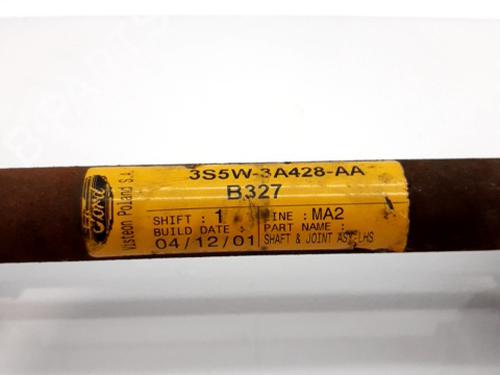 Ford
Visteon Poland S.A.
3S5W-3A428-AA
B327
SHIFT : 1 LINE : MA2
BUILD DATE : PART NAME :
04/12/01 SHAFT & JOINT ASY-LHS